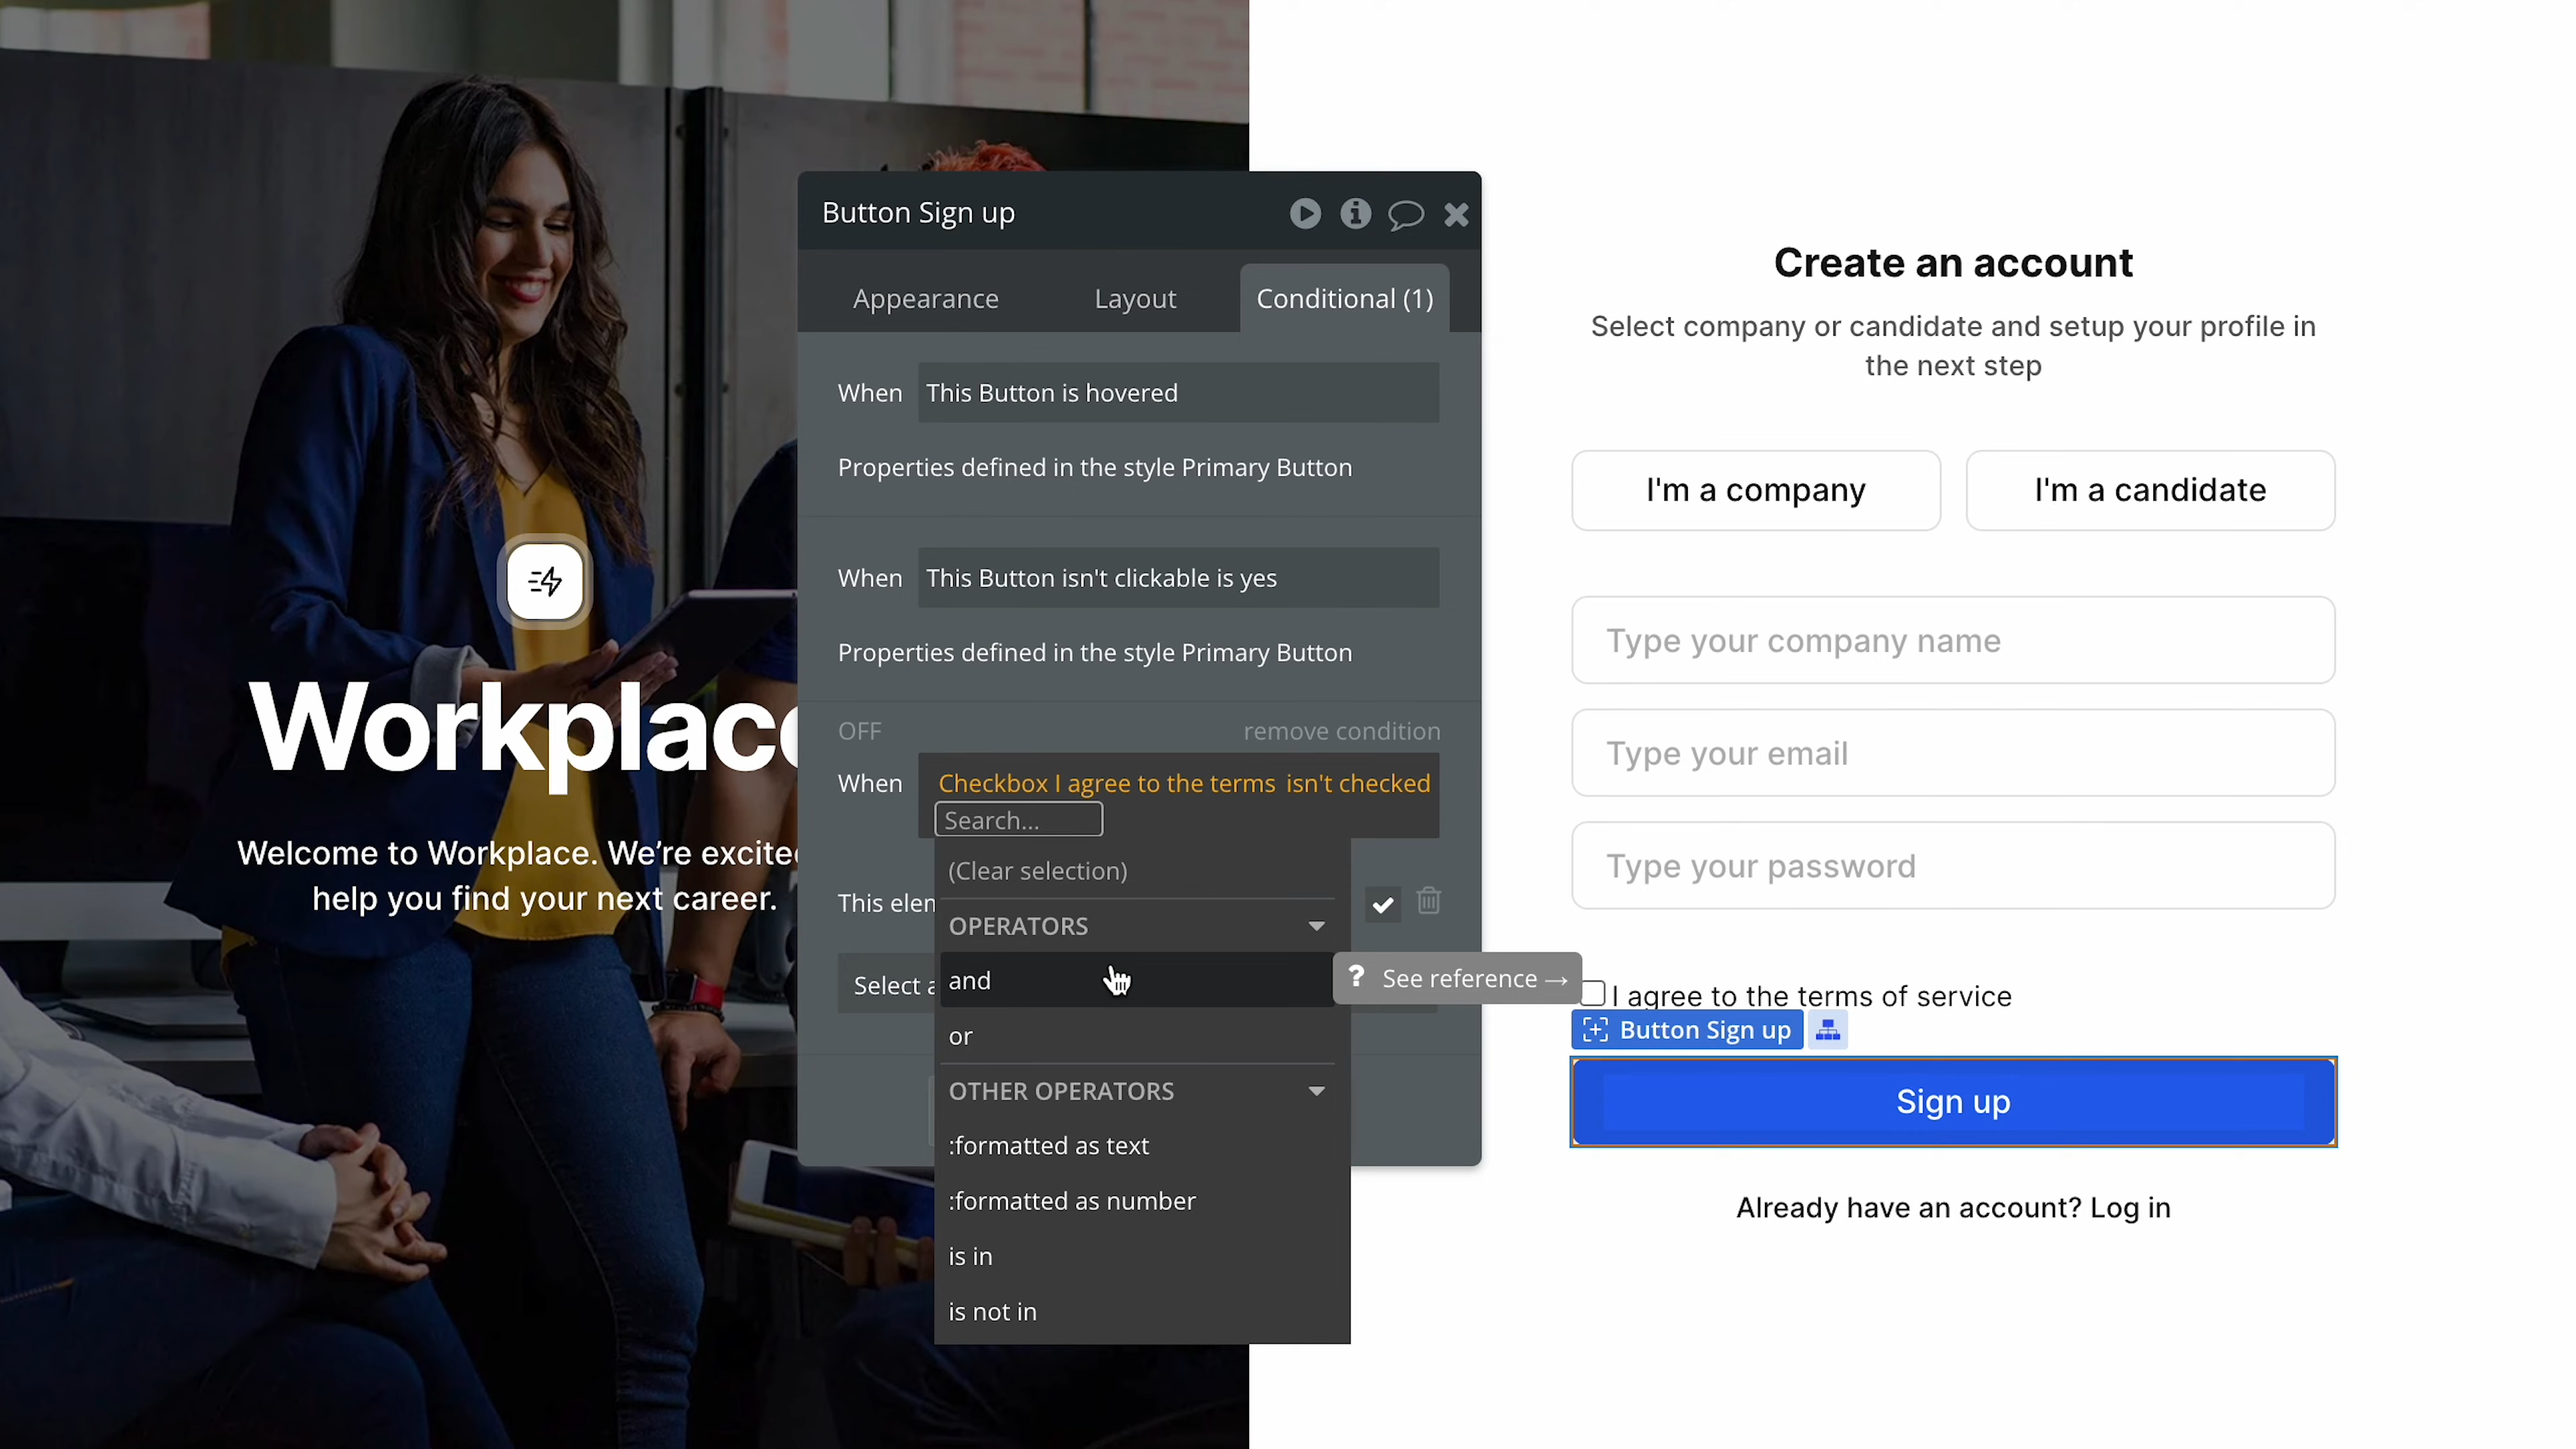 Workplac
Welcome to Workplace. We're excite
help you find your next career.
Button Sign up
Appearance
Layout
Conditional (1)
When
This Button is hovered
Properties defined in the style Primary Button
When
This Button isn't clickable is yes
Properties defined in the style Primary Button
OFF
remove condition
When
Checkbox I agree to the terms isn't checked
Search...
(Clear selection)
This elem
OPERATORS
Select a
and
? See reference →
or
OTHER OPERATORS
:formatted as text
:formatted as number
is in
is not in
Create an account
Select company or candidate and setup your profile in
the next step
I'm a company
I'm a candidate
Type your company name
Type your email
Type your password
I agree to the terms of service
Button Sign up
Sign up
Already have an account? Log in